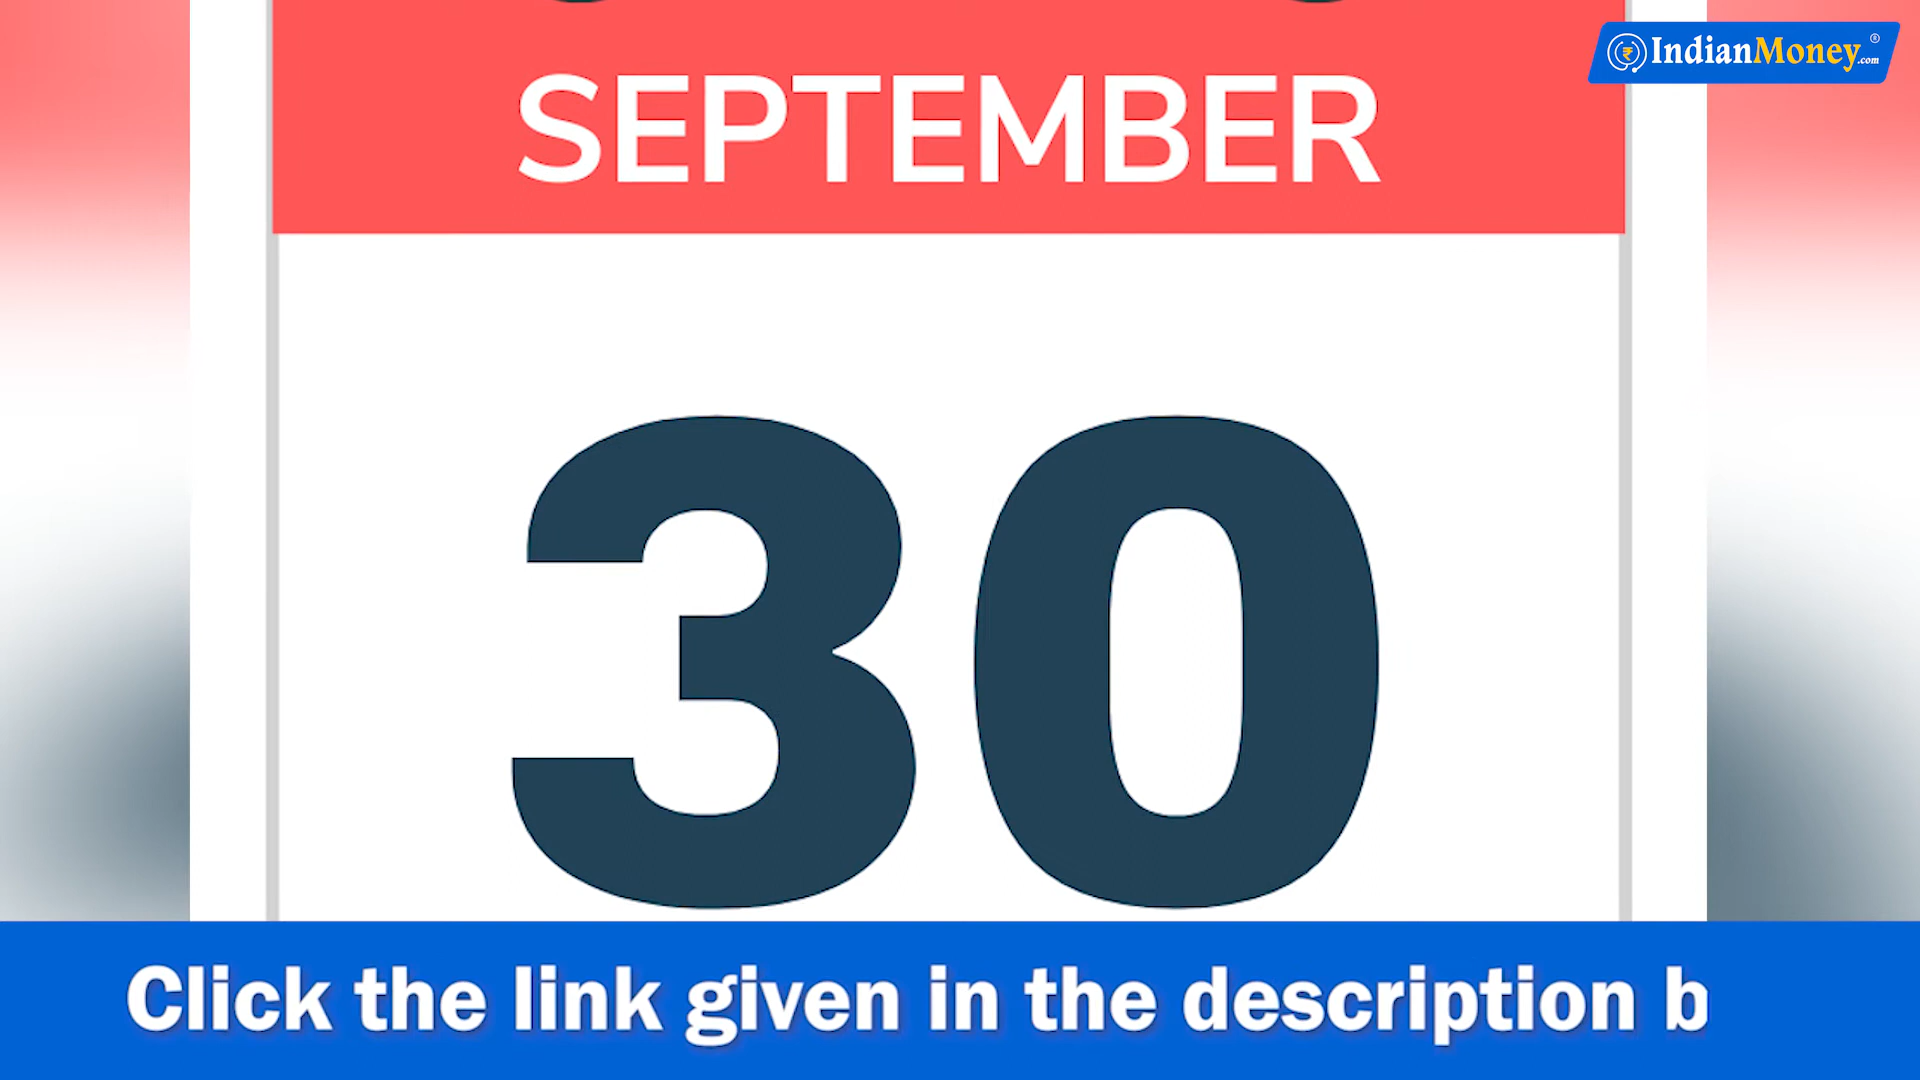 IndianMoney.com
SEPTEMBER
30
Click the link given in the description b